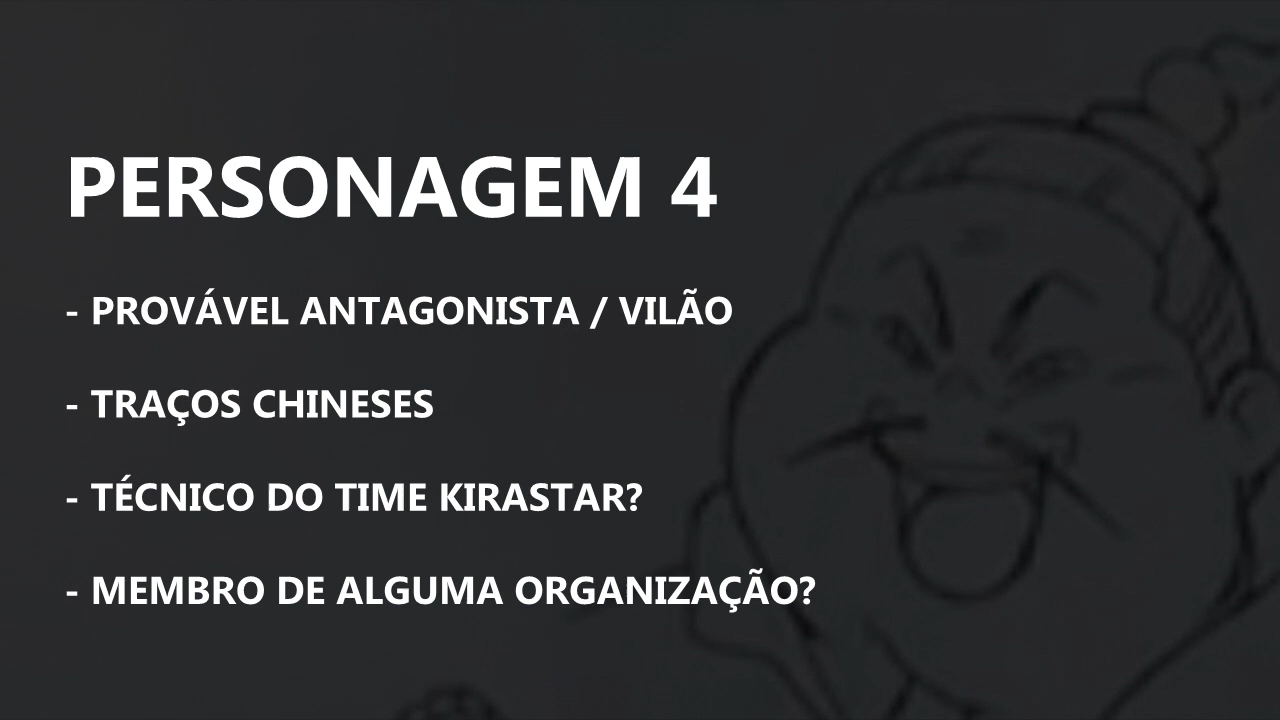 PERSONAGEM 4
- PROVÁVEL ANTAGONISTA / VILÃO
- TRAÇOS CHINESES
- TÉCNICO DO TIME KIRASTAR?
- MEMBRO DE ALGUMA ORGANIZAÇÃO?